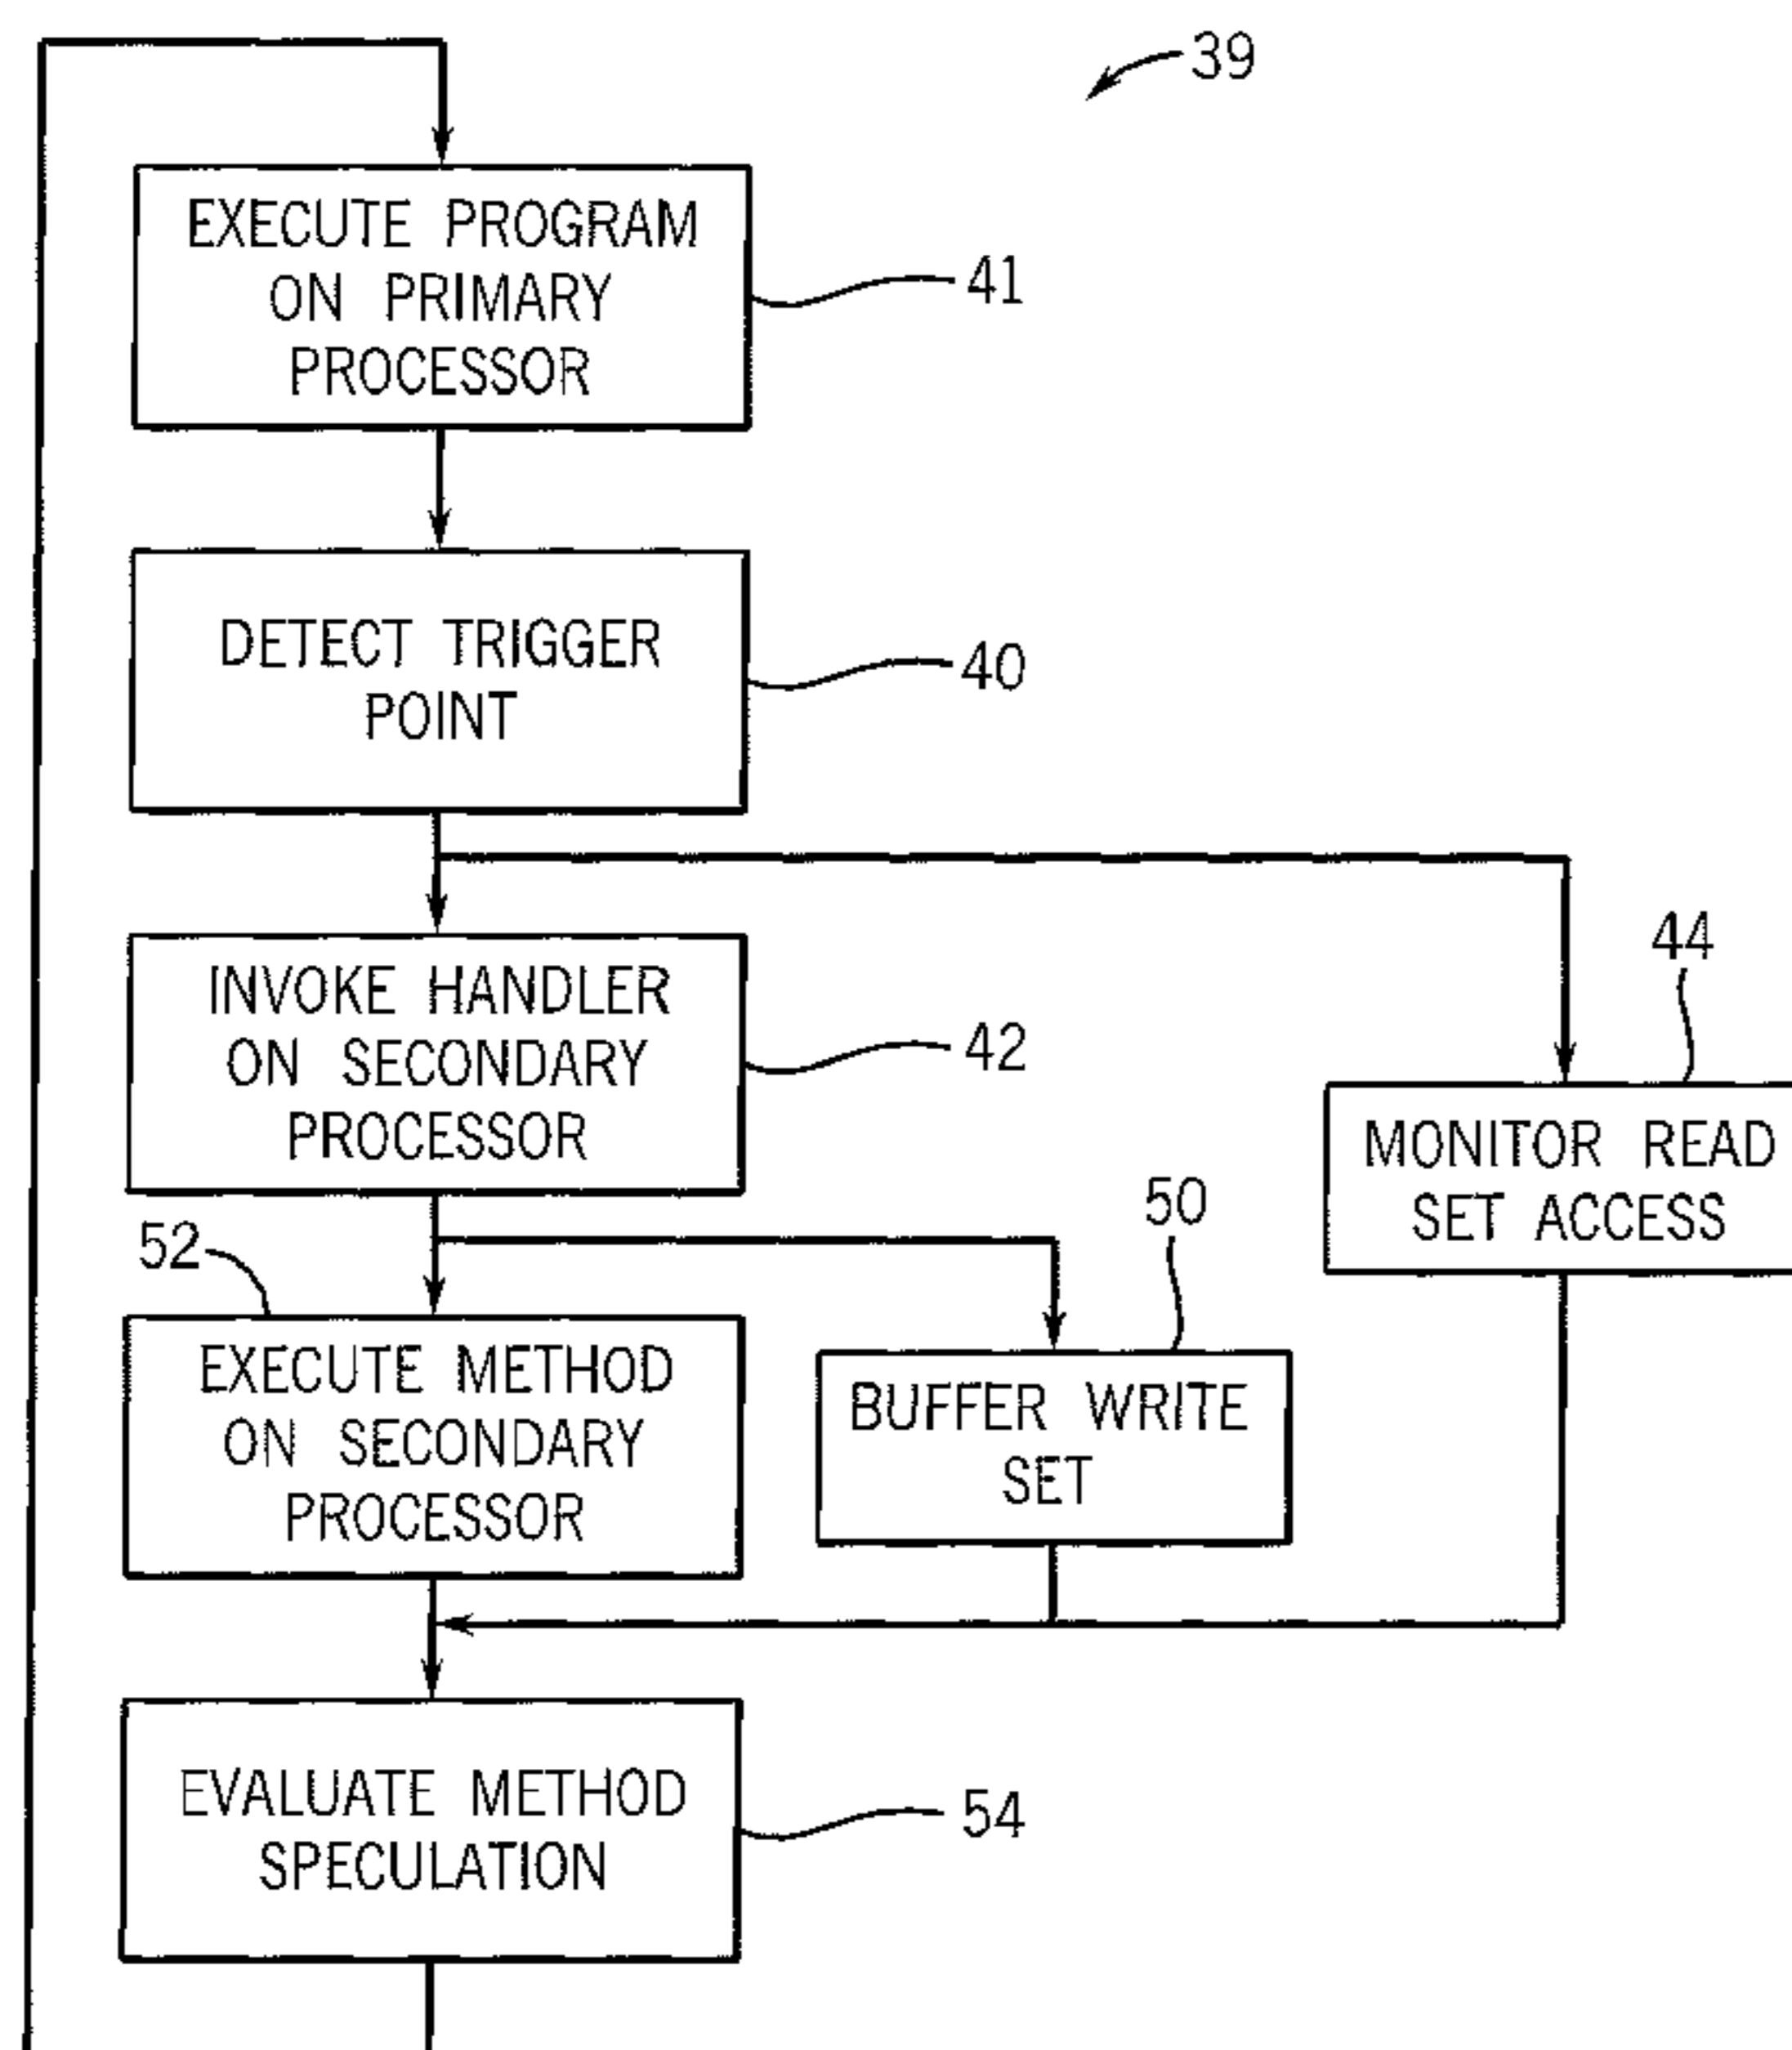 39
EXECUTE PROGRAM
ON PRIMARY
PROCESSOR
41
DETECT TRIGGER
POINT
40
INVOKE HANDLER
ON SECONDARY
PROCESSOR
42
44
MONITOR READ
SET ACCESS
52
EXECUTE METHOD
ON SECONDARY
PROCESSOR
50
BUFFER WRITE
SET
EVALUATE METHOD
SPECULATION
54